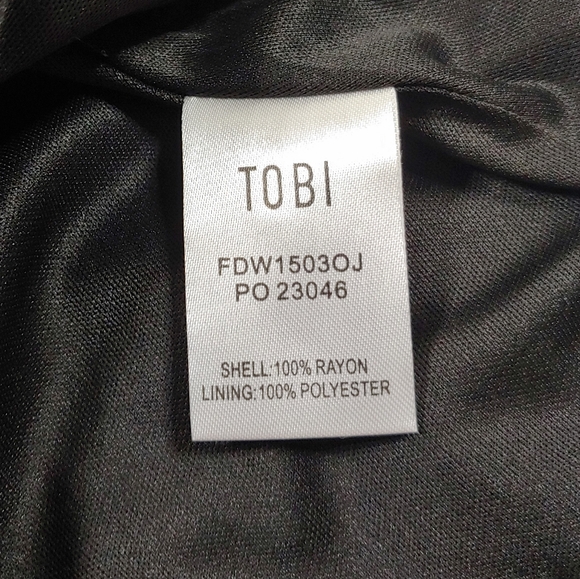 TOBI
FDW1503OJ
PO 23046
SHELL:100% RAYON
LINING:100% POLYESTER